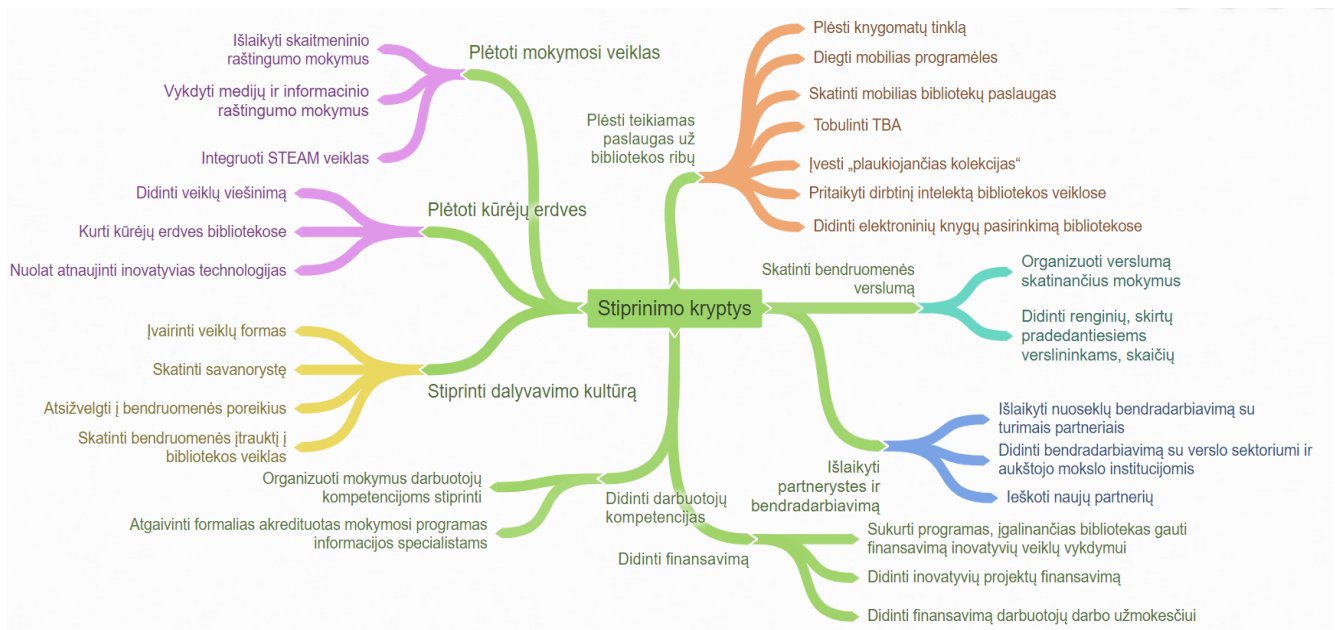 Stiprinimo kryptys
Plėtoti mokymosi veiklas
Išlaikyti skaitmeninio
raštingumo mokymus
Vykdyti medijų ir informacinio
raštingumo mokymus
Integruoti STEAM veiklas
Plėtoti kūrėjų erdves
Didinti veiklų viešinimą
Kurti kūrėjų erdves bibliotekose
Nuolat atnaujinti inovatyvias technologijas
Stiprinti dalyvavimo kultūrą
Įvairinti veiklų formas
Skatinti savanorystę
Atsižvelgti į bendruomenės poreikius
Skatinti bendruomenės įtrauktį į
bibliotekos veiklas
Didinti darbuotojų
kompetencijas
Organizuoti mokymus darbuotojų
kompetencijoms stiprinti
Atgaivinti formalias akredituotas mokymosi programas
informacijos specialistams
Plėsti teikiamas
paslaugas už
bibliotekos ribų
Plėsti knygomatų tinklą
Diegti mobilias programėles
Skatinti mobilias bibliotekų paslaugas
Tobulinti TBA
Įvesti „plaukiojančias kolekcijas“
Pritaikyti dirbtinį intelektą bibliotekos veiklose
Didinti elektroninių knygų pasirinkimą bibliotekose
Skatinti bendruomenės
verslumą
Organizuoti verslumą
skatinančius mokymus
Didinti renginių, skirtų
pradedantiesiems
verslininkams, skaičių
Išlaikyti
partnerystes ir
bendradarbiavimą
Išlaikyti nuoseklų bendradarbiavimą su
turimais partneriais
Didinti bendradarbiavimą su verslo sektoriumi ir
aukštojo mokslo institucijomis
Ieškoti naujų partnerių
Didinti finansavimą
Sukurti programas, įgalinančias bibliotekas gauti
finansavimą inovatyvių veiklų vykdymui
Didinti inovatyvių projektų finansavimą
Didinti finansavimą darbuotojų darbo užmokesčiui